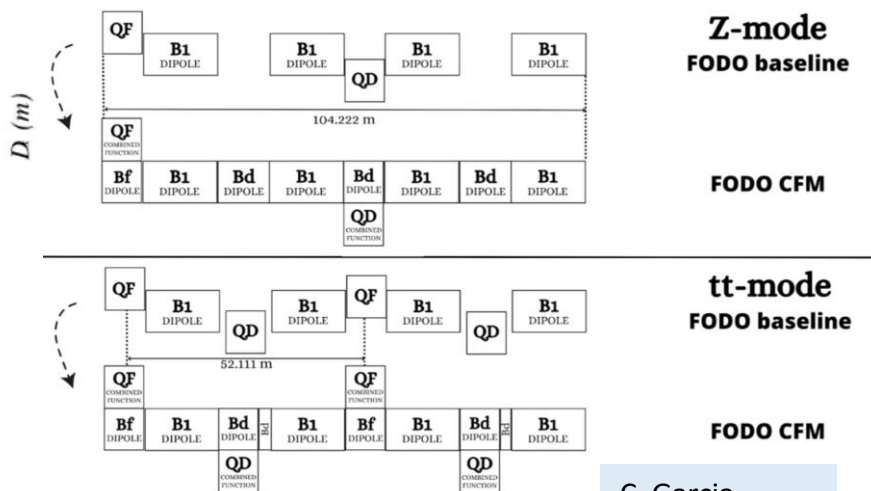 QF
B1
DIPOLE
B1
DIPOLE
QD
B1
DIPOLE
B1
DIPOLE
Z-mode
FODO baseline
104.222 m
D (m)
QF
COMBINED
FUNCTION
Bf
DIPOLE
B1
DIPOLE
Bd
DIPOLE
B1
DIPOLE
Bd
DIPOLE
B1
DIPOLE
Bd
DIPOLE
B1
DIPOLE
QD
COMBINED
FUNCTION
FODO CFM
QF
B1
DIPOLE
QD
B1
DIPOLE
QF
B1
DIPOLE
QD
B1
DIPOLE
tt-mode
FODO baseline
52.111 m
QF
COMBINED
FUNCTION
QF
COMBINED
FUNCTION
Bf
DIPOLE
B1
DIPOLE
Bd
DIPOLE
Bd
B1
DIPOLE
Bf
DIPOLE
B1
DIPOLE
Bd
DIPOLE
Bd
B1
DIPOLE
QD
COMBINED
FUNCTION
QD
COMBINED
FUNCTION
FODO CFM